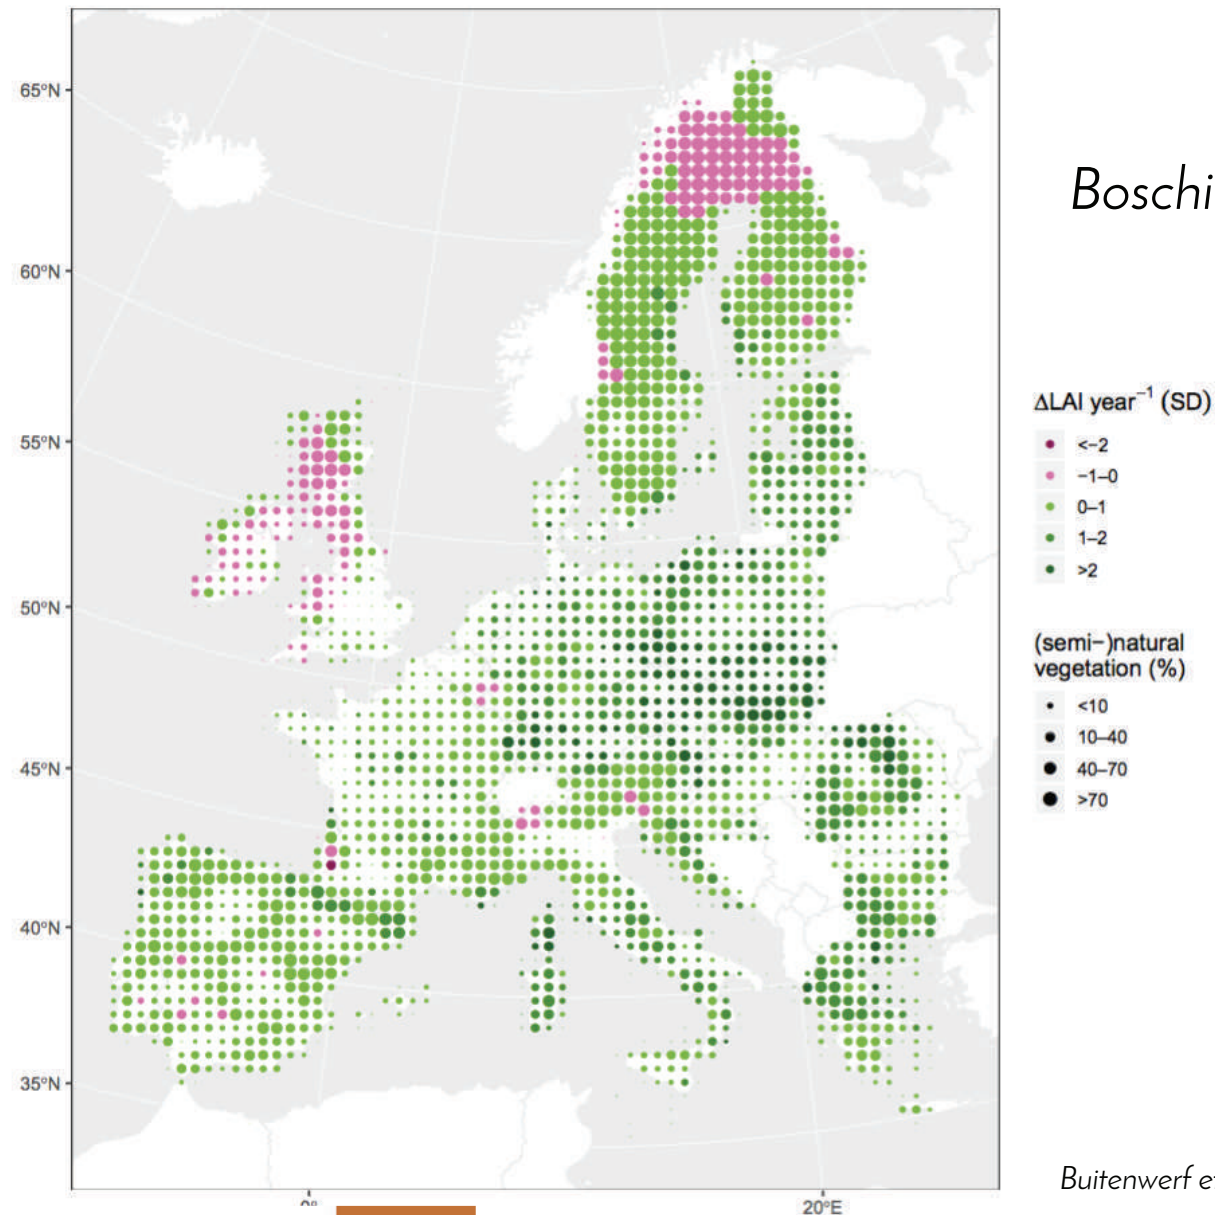 65°N
Boschi
60°N
ΔLAI year⁻¹ (SD)
55°N
<-2
-1-0
0-1
1-2
>2
50°N
(semi-)natural
vegetation (%)
<10
10-40
45°N
40-70
>70
40°N
35°N
Buitenwerf
20°E